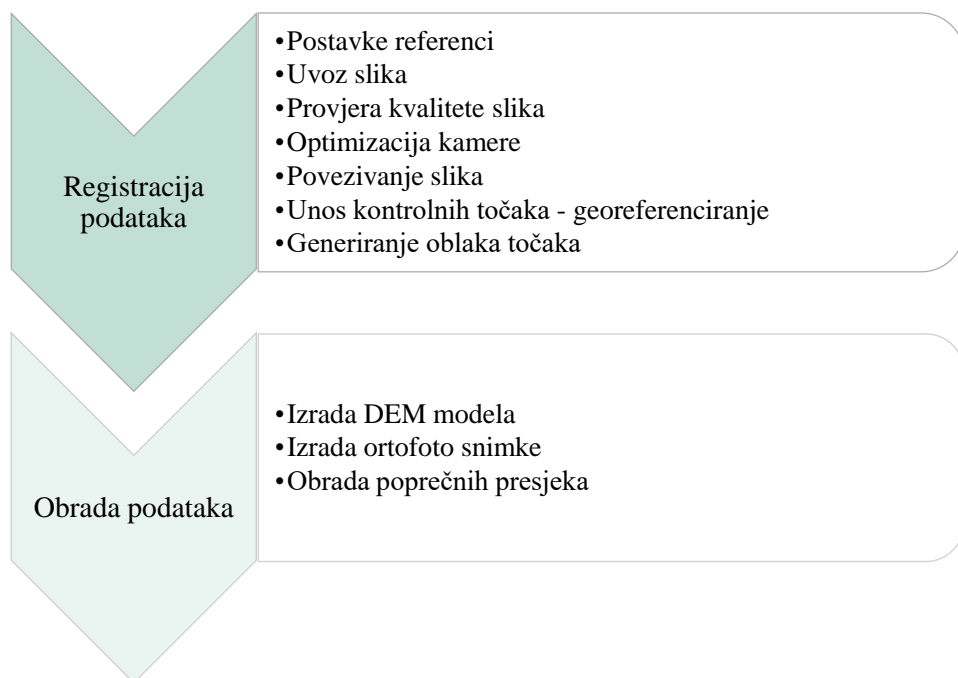 Registracija
podataka
•Postavke referenci
•Uvoz slika
•Provjera kvalitete slika
•Optimizacija kamere
•Povezivanje slika
•Unos kontrolnih točaka - georeferenciranje
•Generiranje oblaka točaka
Obrada podataka
•Izrada DEM modela
•Izrada ortofoto snimke
•Obrada poprečnih presjeka